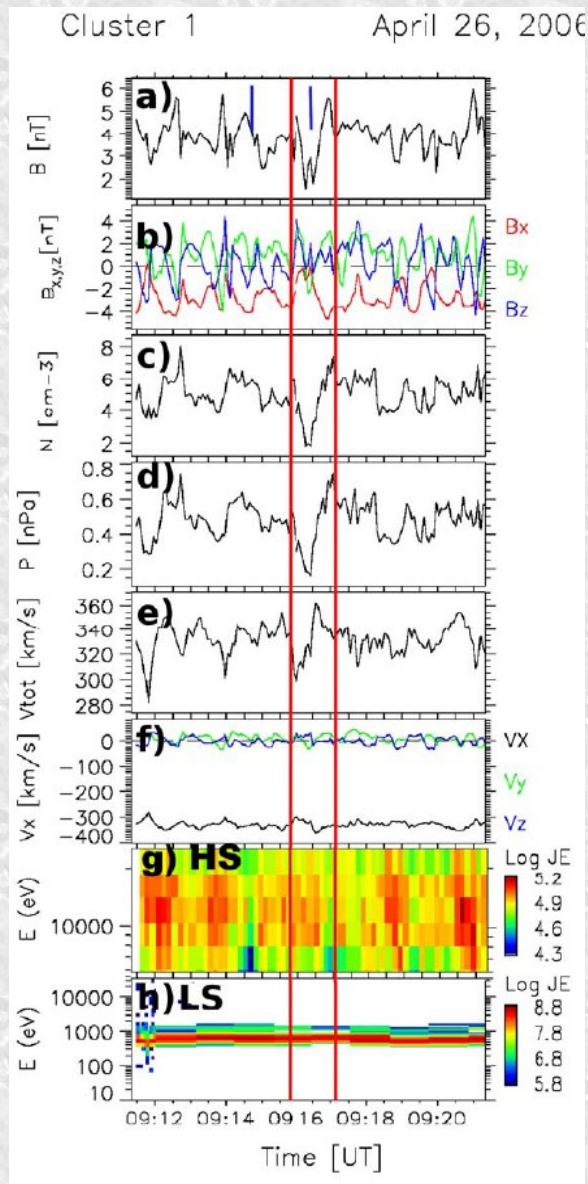 Cluster 1 April 26, 2006
a)
6
5
4
3
2
B [nT]
b)
4
2
0
-2
-4
Bx,y,z[nT]
Bx
By
Bz
c)
8
6
4
2
N [cm-3]
d)
0.8
0.6
0.4
0.2
P [nPa]
e)
360
340
320
300
280
Vtot [km/s]
f)
0
-100
-200
-300
-400
Vx [km/s]
VX
Vy
Vz
g) HS
10000
E (eV)
Log JE
5.2
4.9
4.6
4.3
h) LS
10000
1000
100
10
E (eV)
Log JE
8.8
7.8
6.8
5.8
09:12 09:14 09:16 09:18 09:20
Time [UT]